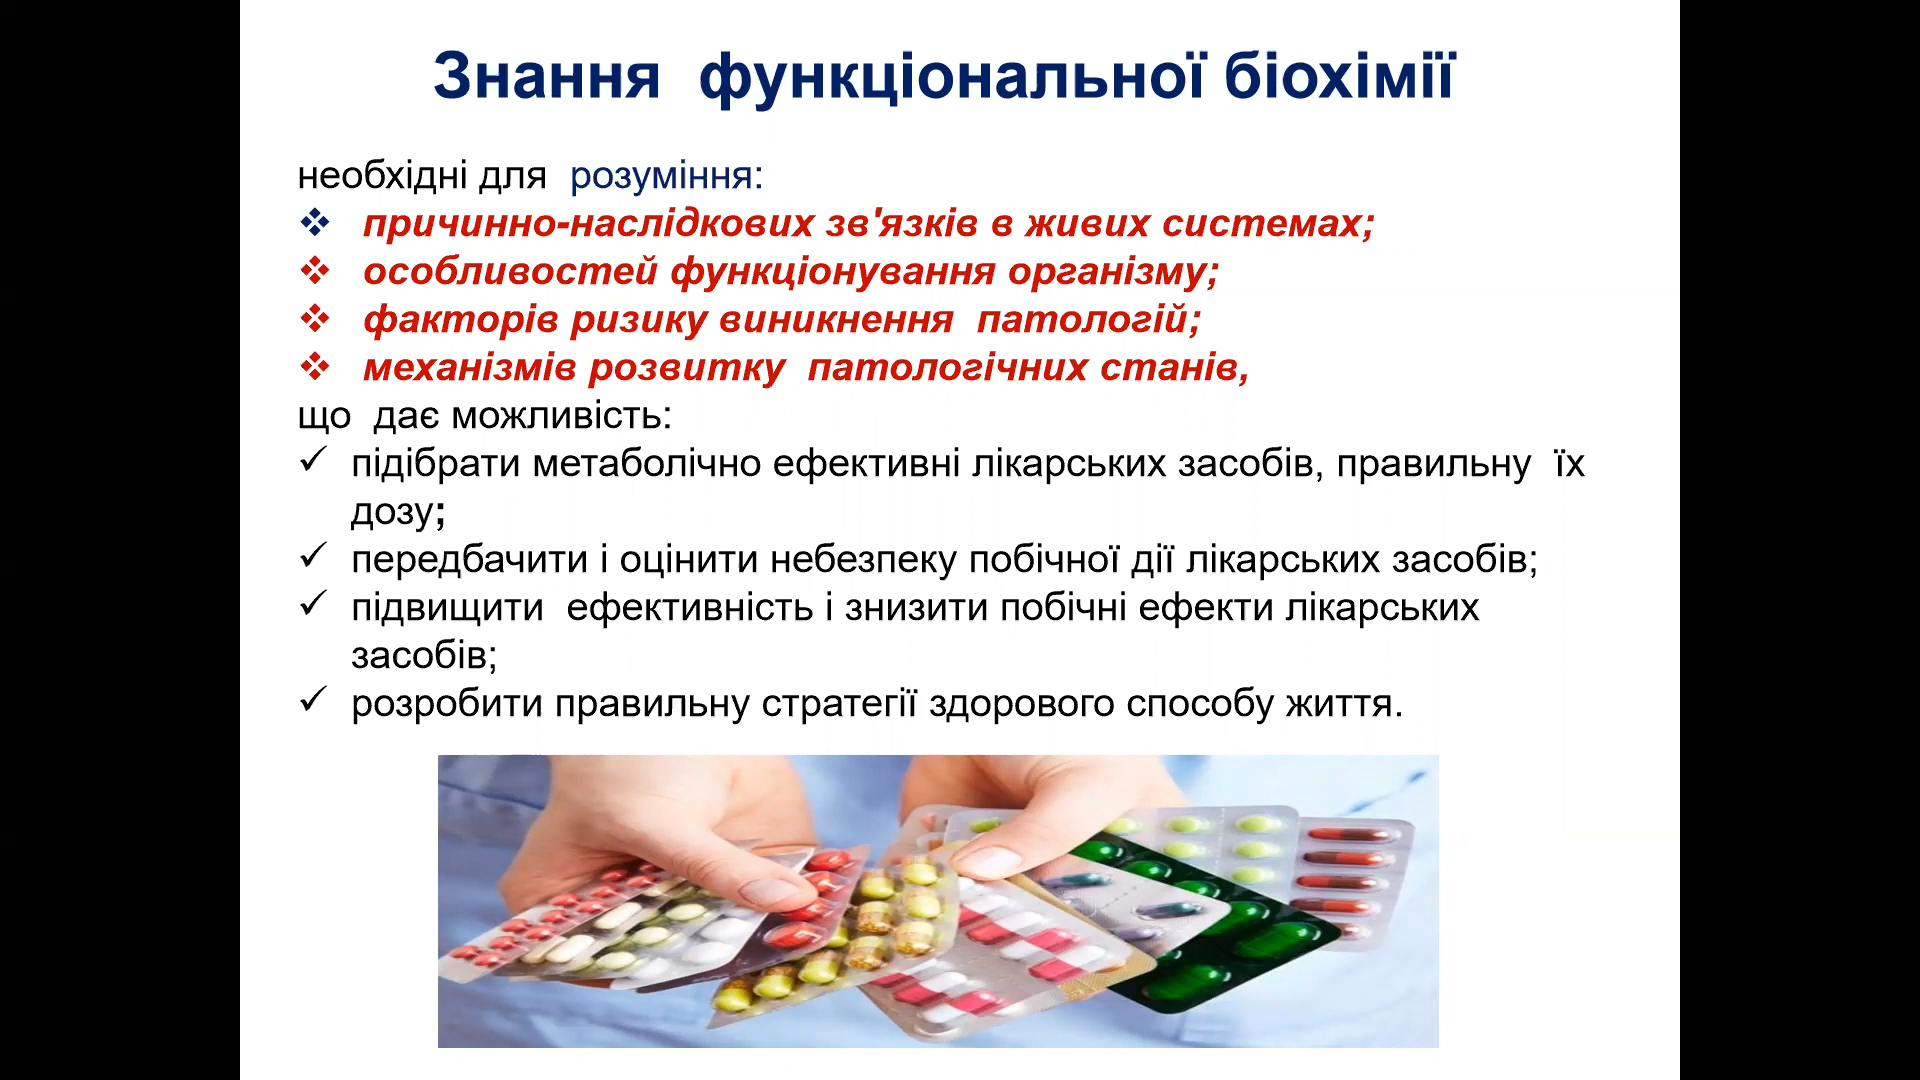 Знання функціональної біохімії
необхідні для розуміння:
❖ причинно-наслідкових зв'язків в живих системах;
❖ особливостей функціонування організму;
❖ факторів ризику виникнення патологій;
❖ механізмів розвитку патологічних станів,
що дає можливість:
✓ підібрати метаболічно ефективні лікарських засобів, правильну їх
дозу;
✓ передбачити і оцінити небезпеку побічної дії лікарських засобів;
✓ підвищити ефективність і знизити побічні ефекти лікарських
засобів;
✓ розробити правильну стратегії здорового способу життя.